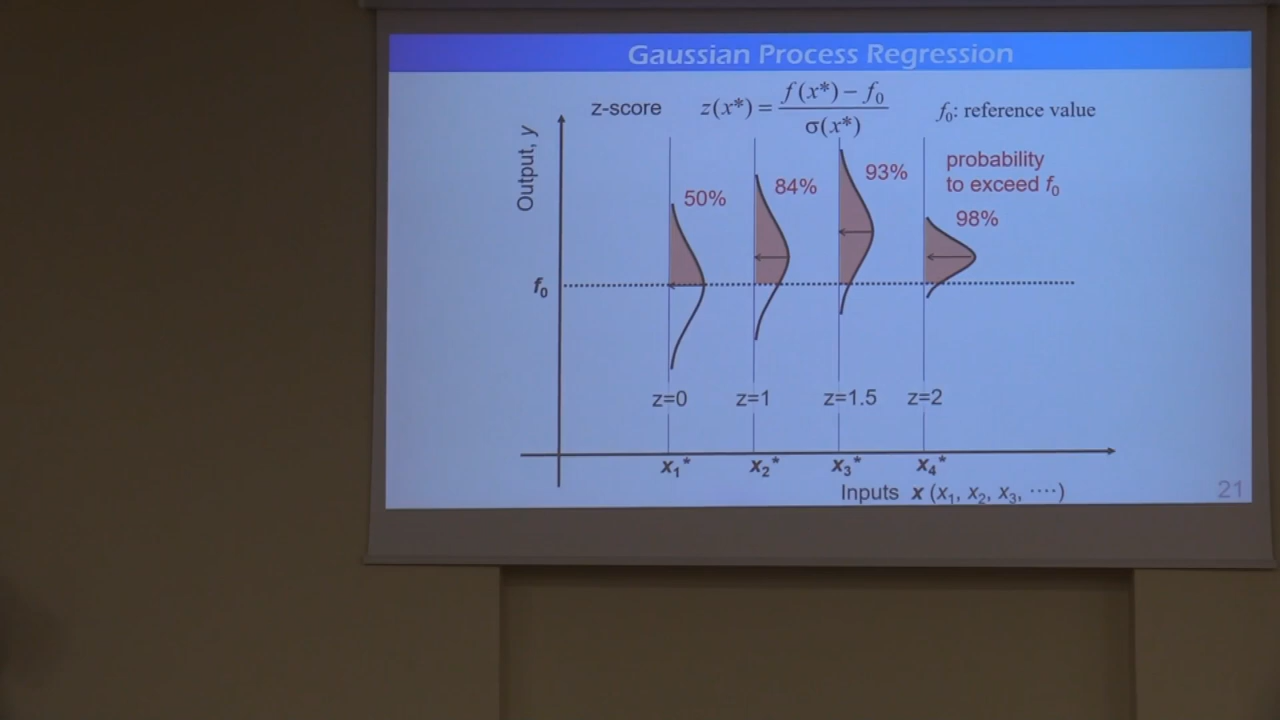 Gaussian Process Regression
z-score z(x*) = f(x*) − f₀ / σ(x*) f₀: reference value
Output, y
probability
to exceed f₀
50% 84% 93% 98%
f₀
z=0 z=1 z=1.5 z=2
x₁* x₂* x₃* x₄*
Inputs x (x₁, x₂, x₃, ····)
21